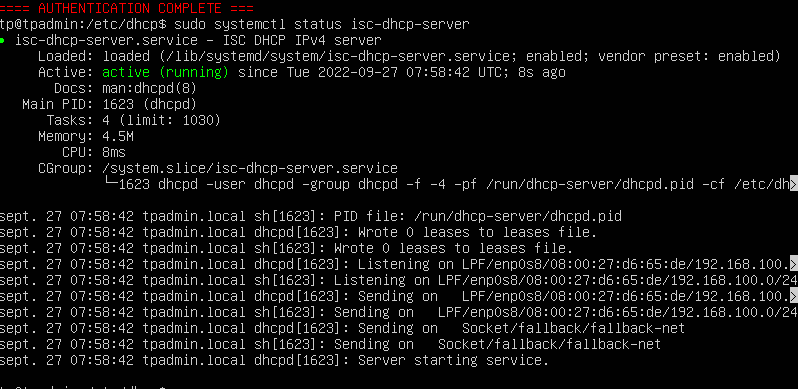 ==== AUTHENTICATION COMPLETE ===
tp@tpadmin:/etc/dhcp$ sudo systemctl status isc-dhcp-server
● isc-dhcp-server.service - ISC DHCP IPv4 server
Loaded: loaded (/lib/systemd/system/isc-dhcp-server.service; enabled; vendor preset: enabled)
Active: active (running) since Tue 2022-09-27 07:58:42 UTC; 8s ago
Docs: man:dhcpd(8)
Main PID: 1623 (dhcpd)
Tasks: 4 (limit: 1030)
Memory: 4.5M
CPU: 8ms
CGroup: /system.slice/isc-dhcp-server.service
└─1623 dhcpd -user dhcpd -group dhcpd -f -4 -pf /run/dhcp-server/dhcpd.pid -cf /etc/dh>
sept. 27 07:58:42 tpadmin.local sh[1623]: PID file: /run/dhcp-server/dhcpd.pid
sept. 27 07:58:42 tpadmin.local dhcpd[1623]: Wrote 0 leases to leases file.
sept. 27 07:58:42 tpadmin.local sh[1623]: Wrote 0 leases to leases file.
sept. 27 07:58:42 tpadmin.local dhcpd[1623]: Listening on LPF/enp0s8/08:00:27:d6:65:de/192.168.100.>
sept. 27 07:58:42 tpadmin.local sh[1623]: Listening on LPF/enp0s8/08:00:27:d6:65:de/192.168.100.0/24
sept. 27 07:58:42 tpadmin.local dhcpd[1623]: Sending on   LPF/enp0s8/08:00:27:d6:65:de/192.168.100.>
sept. 27 07:58:42 tpadmin.local sh[1623]: Sending on   LPF/enp0s8/08:00:27:d6:65:de/192.168.100.0/24
sept. 27 07:58:42 tpadmin.local dhcpd[1623]: Sending on   Socket/fallback/fallback-net
sept. 27 07:58:42 tpadmin.local sh[1623]: Sending on   Socket/fallback/fallback-net
sept. 27 07:58:42 tpadmin.local dhcpd[1623]: Server starting service.